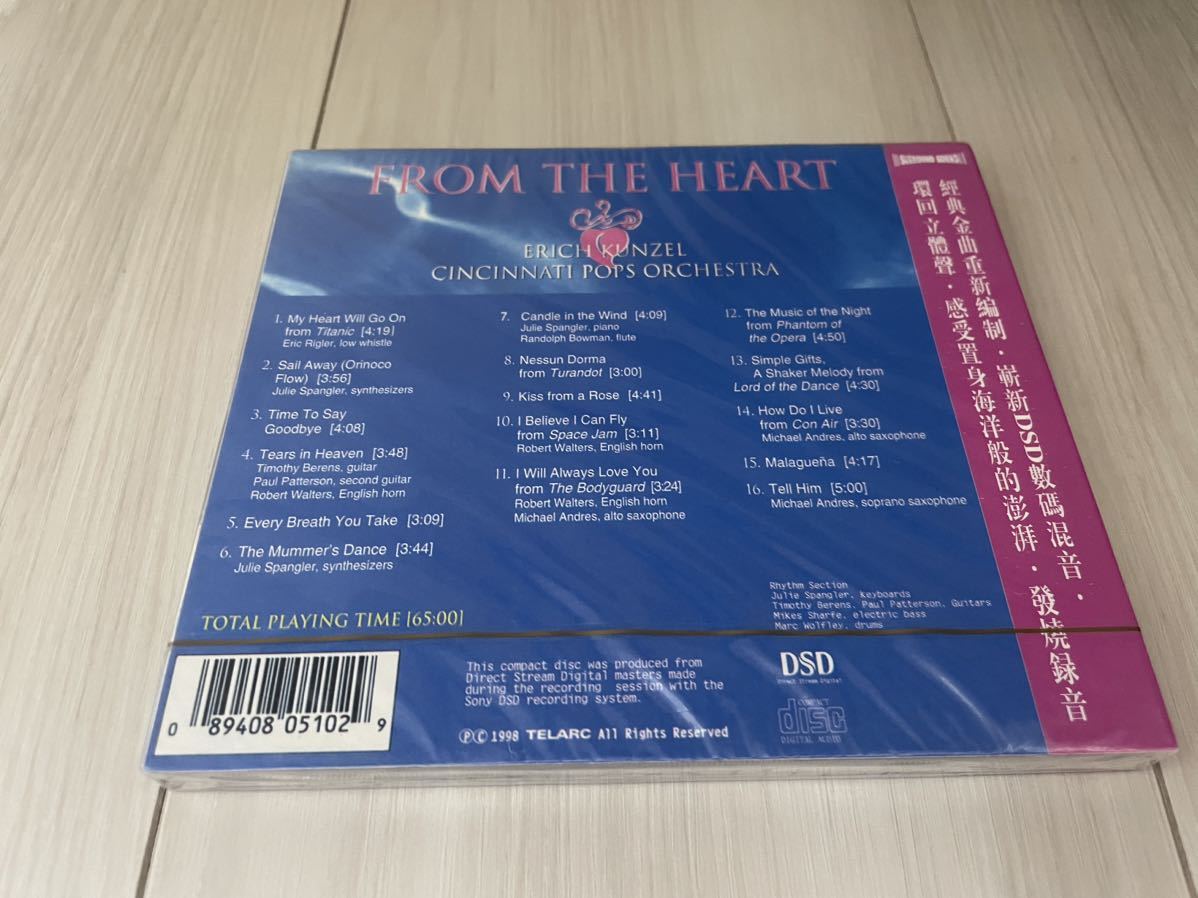 FROM THE HEART
ERICH KUNZEL
CINCINNATI POPS ORCHESTRA
1. My Heart Will Go On
from Titanic [4:19]
Eric Rigler, low whistle
2. Sail Away (Orinoco
Flow) [3:56]
Julie Spangler, synthesizers
3. Time To Say
Goodbye [4:08]
4. Tears in Heaven [3:48]
Timothy Berens, guitar
Paul Patterson, second guitar
Robert Walters, English horn
5. Every Breath You Take [3:09]
6. The Mummer's Dance [3:44]
Julie Spangler, synthesizers
7. Candle in the Wind [4:09]
Julie Spangler, piano
Randolph Bowman, flute
8. Nessun Dorma
from Turandot [3:00]
9. Kiss from a Rose [4:41]
10. I Believe I Can Fly
from Space Jam [3:11]
Robert Walters, English horn
11. I Will Always Love You
from The Bodyguard [3:24]
Robert Walters, English horn
Michael Andres, alto saxophone
12. The Music of the Night
from Phantom of
the Opera [4:50]
13. Simple Gifts,
A Shaker Melody from
Lord of the Dance [4:30]
14. How Do I Live
from Con Air [3:30]
Michael Andres, alto saxophone
15. Malagueña [4:17]
16. Tell Him [5:00]
Michael Andres, soprano saxophone
Rhythm Section
Julie Spangler, keyboards
Timothy Berens, Paul Patterson, Guitars
Mikes Sharfe, electric bass
Marc Wolfley, drums
TOTAL PLAYING TIME [65:00]
0 89408 05102 9
This compact disc was produced from
Direct Stream Digital masters made
during the recording session with the
Sony DSD recording system.
ⓅⒸ 1998 TELARC All Rights Reserved
DSD
Direct Stream Digital
COMPACT
disc
DIGITAL AUDIO
經典金曲重新編制．嶄新DSD數碼混音．
環回立體聲．感受置身海洋般的澎湃．發燒録音